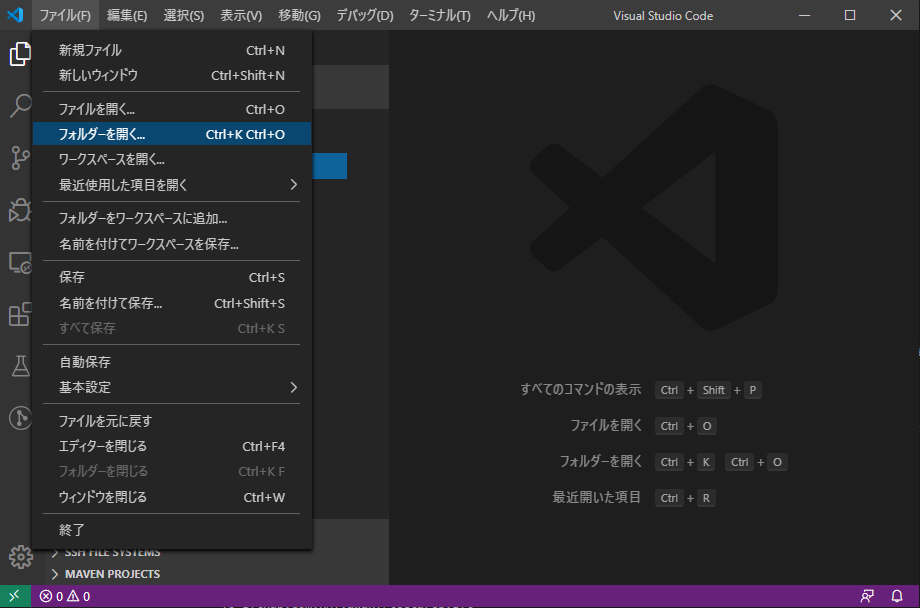 ファイル(F) 編集(E) 選択(S) 表示(V) 移動(G) デバッグ(D) ターミナル(T) ヘルプ(H) Visual Studio Code
新規ファイル Ctrl+N
新しいウィンドウ Ctrl+Shift+N
ファイルを開く... Ctrl+O
フォルダーを開く... Ctrl+K Ctrl+O
ワークスペースを開く...
最近使用した項目を開く
フォルダーをワークスペースに追加...
名前を付けてワークスペースを保存...
保存 Ctrl+S
名前を付けて保存... Ctrl+Shift+S
すべて保存 Ctrl+K S
自動保存
基本設定
ファイルを元に戻す
エディターを閉じる Ctrl+F4
フォルダーを閉じる Ctrl+K F
ウィンドウを閉じる Ctrl+W
終了
すべてのコマンドの表示 Ctrl + Shift + P
ファイルを開く Ctrl + O
フォルダーを開く Ctrl + K Ctrl + O
最近開いた項目 Ctrl + R
SSH FILE SYSTEMS
MAVEN PROJECTS
0 0